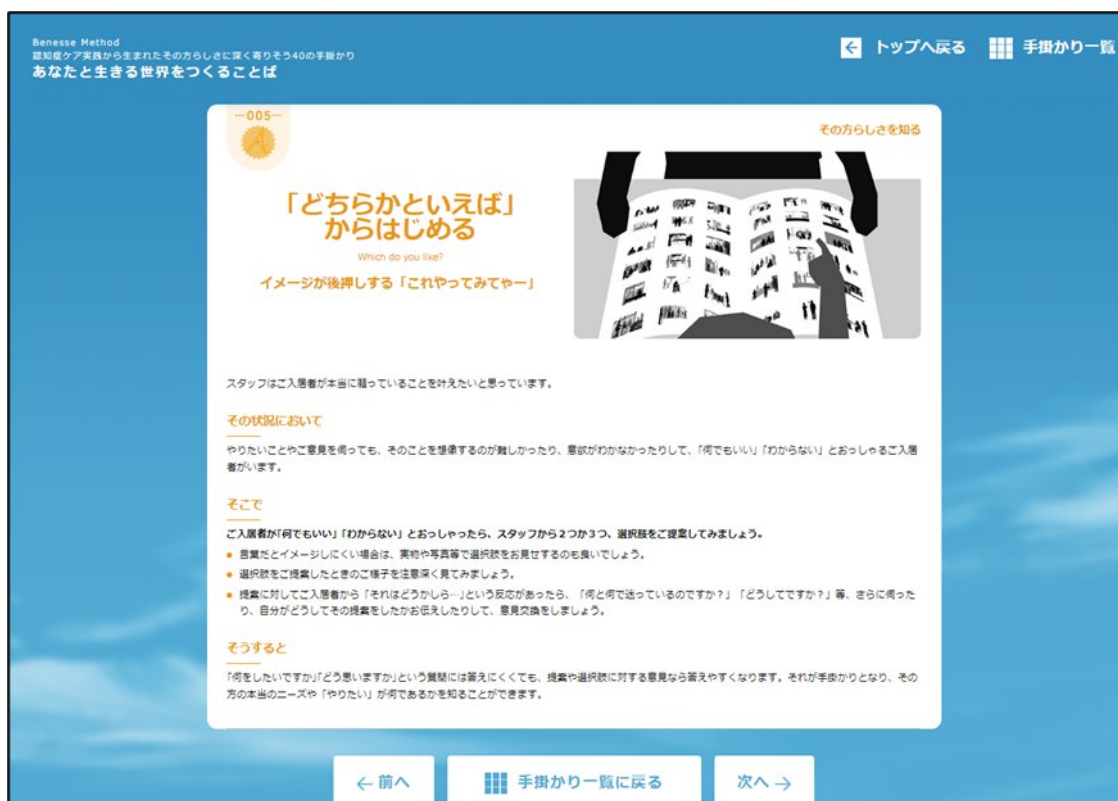 Benesse Method
認知症ケア実践から生まれたその方らしさに深く寄りそう40の手掛かり
あなたと生きる世界をつくることば
← トップへ戻る
手掛かり一覧
…005…
A
その方らしさを知る
「どちらかといえば」
からはじめる
Which do you like?
イメージが後押しする「これやってみてゃー」
スタッフはご入居者が本当に願っていることを叶えたいと思っています。
その状況において
やりたいことやご意見を伺っても、そのことを想像するのが難しかったり、意欲がわかなかったりして、「何でもいい」「わからない」とおっしゃるご入居
者がいます。
そこで
ご入居者が「何でもいい」「わからない」とおっしゃったら、スタッフから2つか3つ、選択肢をご提案してみましょう。
● 言葉だとイメージしにくい場合は、実物や写真等で選択肢をお見せするのも良いでしょう。
● 選択肢をご提案したときのご様子を注意深く見てみましょう。
● 提案に対してご入居者から「それはどうかしら…」という反応があったら、「何と何で迷っているのですか？」「どうしてですか？」等、さらに伺った
り、自分がどうしてその提案をしたかお伝えしたりして、意見交換をしましょう。
そうすると
「何をしたいですか」「どう思いますか」という質問には答えにくくても、提案や選択肢に対する意見なら答えやすくなります。それが手掛かりとなり、その
方の本当のニーズや「やりたい」が何であるかを知ることができます。
← 前へ
手掛かり一覧に戻る
次へ →